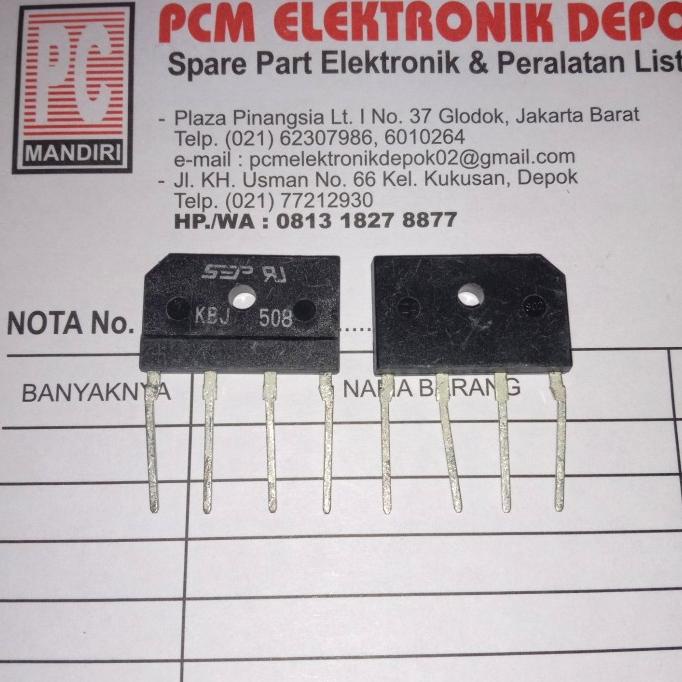 PC
MANDIRI
PCM ELEKTRONIK DEPO
Spare Part Elektronik & Peralatan List
- Plaza Pinangsia Lt. I No. 37 Glodok, Jakarta Barat
Telp. (021) 62307986, 6010264
e-mail : pcmelektronikdepok02@gmail.com
- Jl. KH. Usman No. 66 Kel. Kukusan, Depok
Telp. (021) 77212930
HP./WA : 0813 1827 8877
SEP
KBJ 508
NOTA No. ......
BANYAKNYA
NAMA BARANG